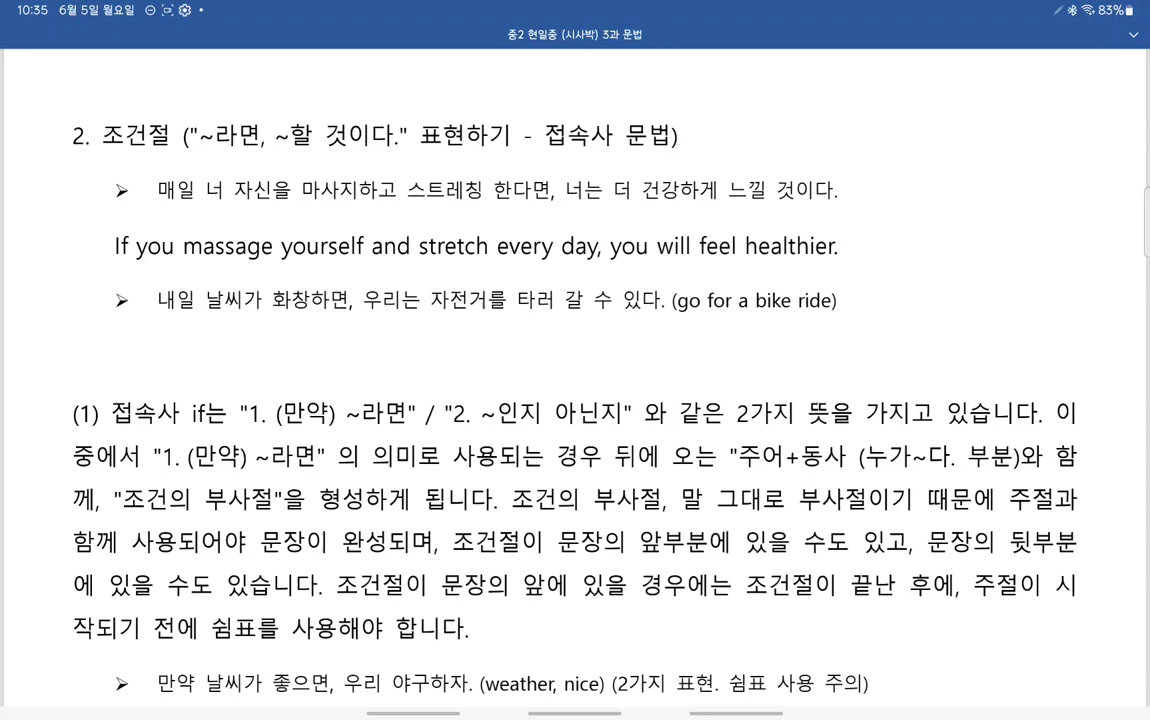 10:35 6월 5일 월요일
83%
중2 현일중 (시사박) 3과 문법
2. 조건절 ("~라면, ~할 것이다." 표현하기 - 접속사 문법)
➢ 매일 너 자신을 마사지하고 스트레칭 한다면, 너는 더 건강하게 느낄 것이다.
If you massage yourself and stretch every day, you will feel healthier.
➢ 내일 날씨가 화창하면, 우리는 자전거를 타러 갈 수 있다. (go for a bike ride)
(1) 접속사 if는 "1. (만약) ~라면" / "2. ~인지 아닌지" 와 같은 2가지 뜻을 가지고 있습니다. 이
중에서 "1. (만약) ~라면" 의 의미로 사용되는 경우 뒤에 오는 "주어+동사 (누가~다. 부분)와 함
께, "조건의 부사절"을 형성하게 됩니다. 조건의 부사절, 말 그대로 부사절이기 때문에 주절과
함께 사용되어야 문장이 완성되며, 조건절이 문장의 앞부분에 있을 수도 있고, 문장의 뒷부분
에 있을 수도 있습니다. 조건절이 문장의 앞에 있을 경우에는 조건절이 끝난 후에, 주절이 시
작되기 전에 쉼표를 사용해야 합니다.
➢ 만약 날씨가 좋으면, 우리 야구하자. (weather, nice) (2가지 표현. 쉼표 사용 주의)